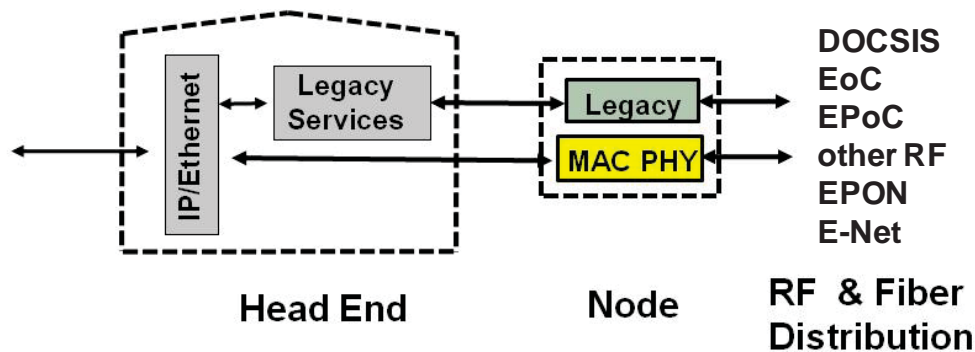 IP/Ethernet
Legacy
Services
Legacy
MAC PHY
DOCSIS
EoC
EPoC
other RF
EPON
E-Net
Head End
Node
RF & Fiber
Distribution